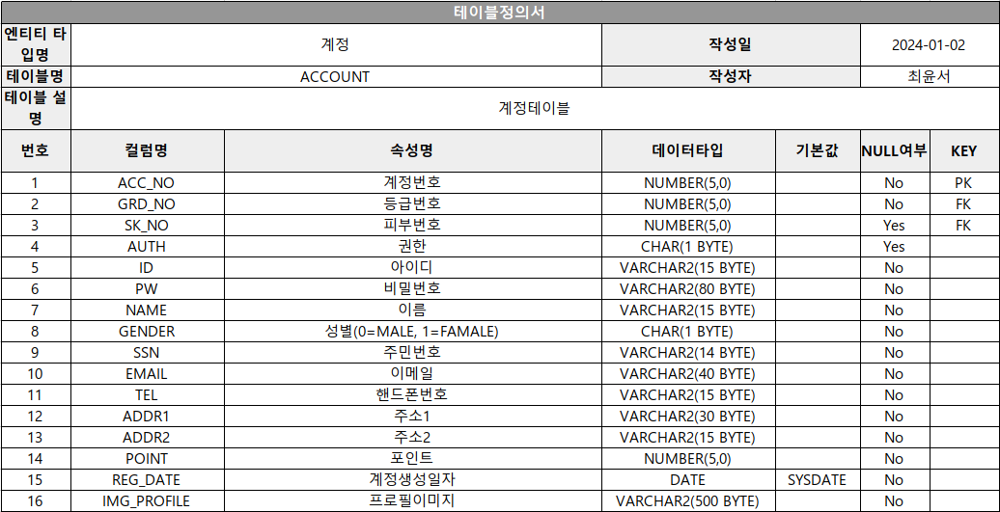 테이블정의서
엔티티 타
입명 계정 작성일 2024-01-02
테이블명 ACCOUNT 작성자 최윤서
테이블 설
명 계정테이블
번호 컬럼명 속성명 데이터타입 기본값 NULL여부 KEY
1 ACC_NO 계정번호 NUMBER(5,0) No PK
2 GRD_NO 등급번호 NUMBER(5,0) No FK
3 SK_NO 피부번호 NUMBER(5,0) Yes FK
4 AUTH 권한 CHAR(1 BYTE) Yes
5 ID 아이디 VARCHAR2(15 BYTE) No
6 PW 비밀번호 VARCHAR2(80 BYTE) No
7 NAME 이름 VARCHAR2(15 BYTE) No
8 GENDER 성별(0=MALE, 1=FAMALE) CHAR(1 BYTE) No
9 SSN 주민번호 VARCHAR2(14 BYTE) No
10 EMAIL 이메일 VARCHAR2(40 BYTE) No
11 TEL 핸드폰번호 VARCHAR2(15 BYTE) No
12 ADDR1 주소1 VARCHAR2(30 BYTE) No
13 ADDR2 주소2 VARCHAR2(15 BYTE) No
14 POINT 포인트 NUMBER(5,0) No
15 REG_DATE 계정생성일자 DATE SYSDATE No
16 IMG_PROFILE 프로필이미지 VARCHAR2(500 BYTE) No